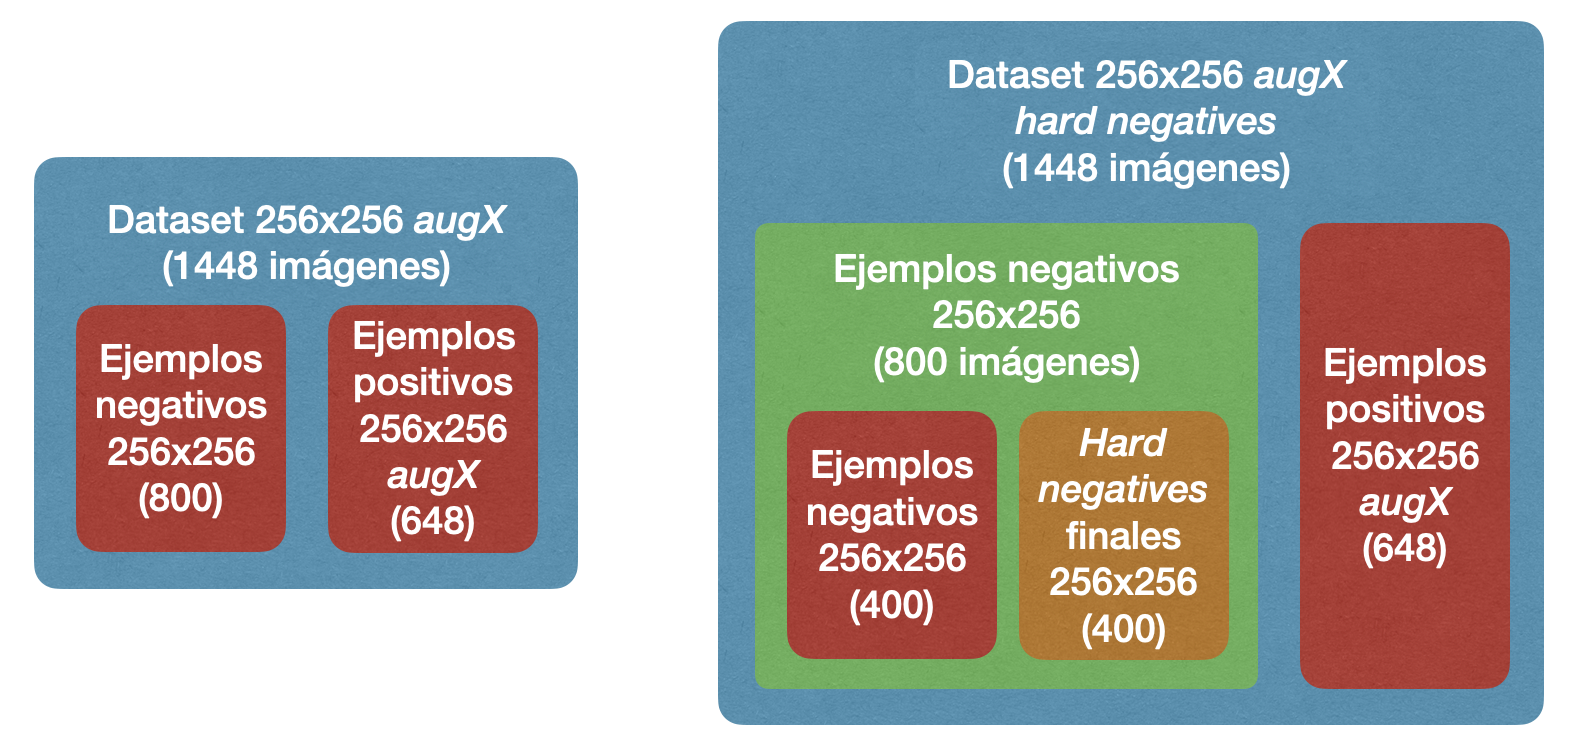 Dataset 256x256 augX
(1448 imágenes)
Ejemplos
negativos
256x256
(800)
Ejemplos
positivos
256x256
augX
(648)
Dataset 256x256 augX
hard negatives
(1448 imágenes)
Ejemplos negativos
256x256
(800 imágenes)
Ejemplos
negativos
256x256
(400)
Hard
negatives
finales
256x256
(400)
Ejemplos
positivos
256x256
augX
(648)